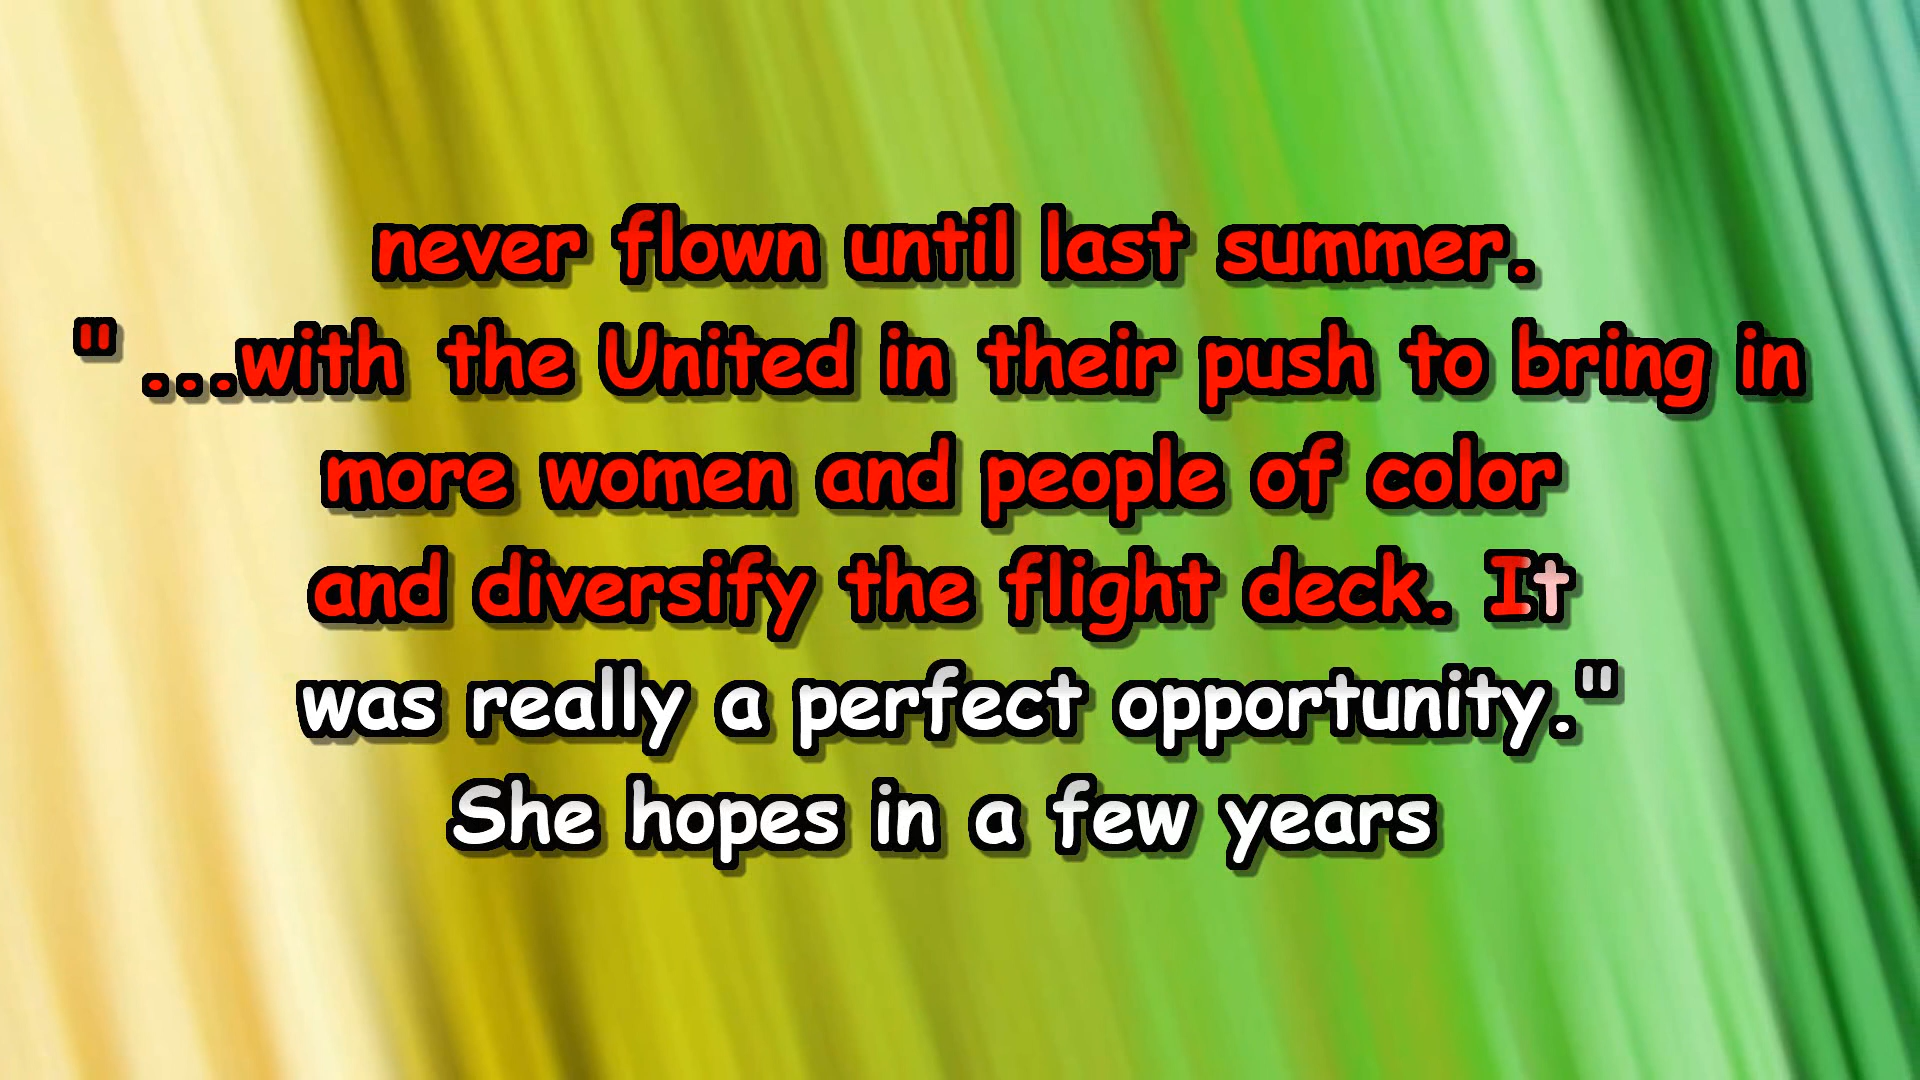 never flown until last summer.
"...with the United in their push to bring in
more women and people of color
and diversify the flight deck. It
was really a perfect opportunity."
She hopes in a few years